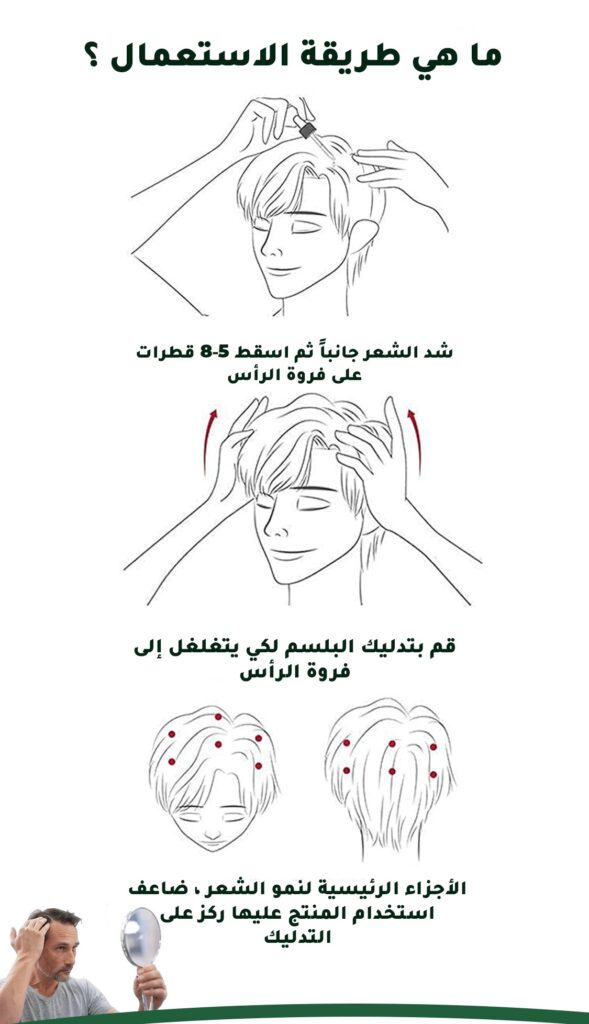 ما هي طريقة الاستعمال ؟
شد الشعر جانباً ثم اسقط 5-8 قطرات
على فروة الرأس
قم بتدليك البلسم لكي يتغلغل إلى
فروة الرأس
الأجزاء الرئيسية لنمو الشعر ، ضاعف
استخدام المنتج عليها ركز على
التدليك